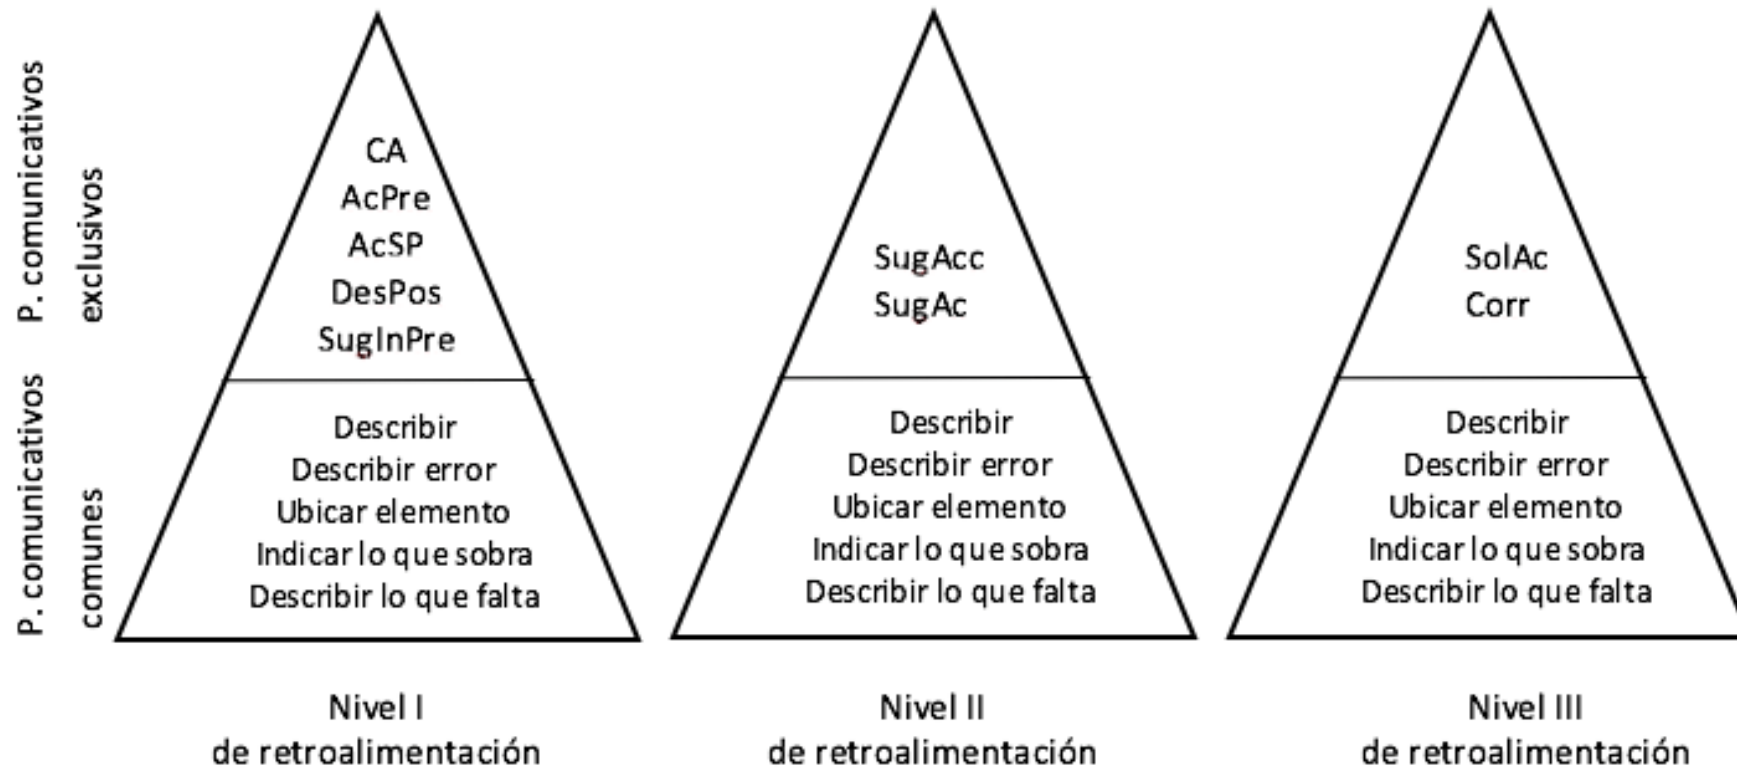 P. comunicativos
exclusivos
P. comunicativos
comunes
CA
AcPre
AcSP
DesPos
SugInPre
Describir
Describir error
Ubicar elemento
Indicar lo que sobra
Describir lo que falta
Nivel I
de retroalimentación
SugAcc
SugAc
Describir
Describir error
Ubicar elemento
Indicar lo que sobra
Describir lo que falta
Nivel II
de retroalimentación
SolAc
Corr
Describir
Describir error
Ubicar elemento
Indicar lo que sobra
Describir lo que falta
Nivel III
de retroalimentación